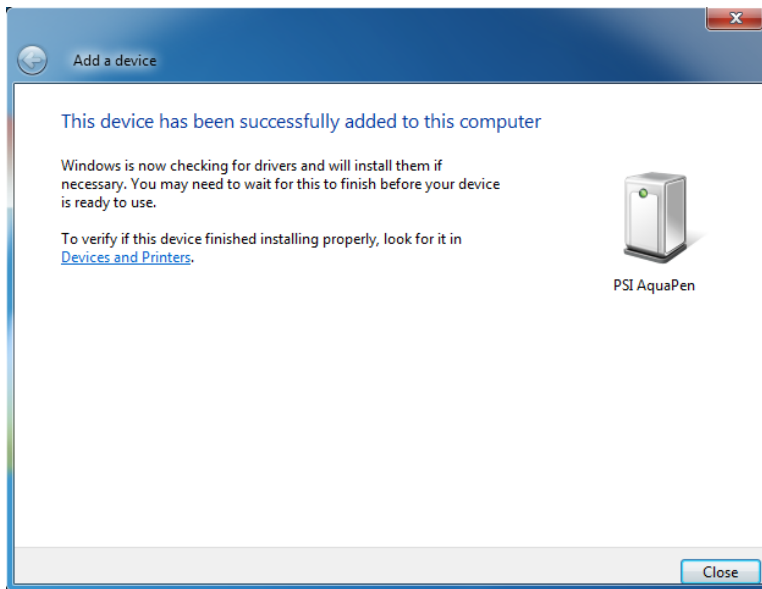 Add a device
This device has been successfully added to this computer
Windows is now checking for drivers and will install them if
necessary. You may need to wait for this to finish before your device
is ready to use.
To verify if this device finished installing properly, look for it in
Devices and Printers.
PSI AquaPen
Close